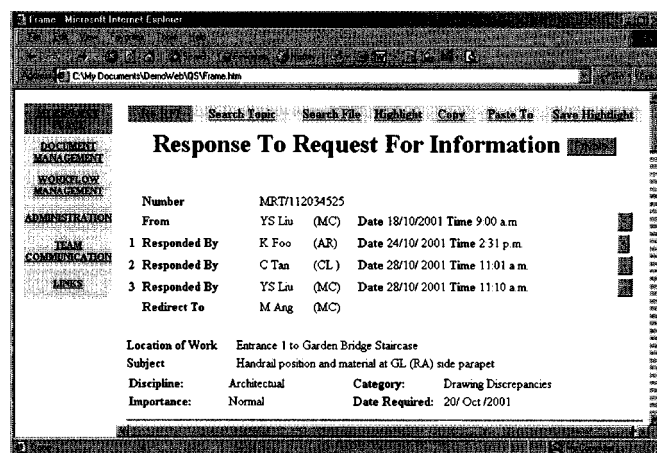 Frame - Microsoft Internet Explorer
C:\My Documents\DemoWeb\QS\Frame.htm
Search Topic Search File Highlight Copy Paste To Save Highlight
DOCUMENT MANAGEMENT
WORKFLOW MANAGEMENT
ADMINISTRATION
TEAM COMMUNICATION
LINKS
Response To Request For Information
Number MRT/112034525
From YS Liu (MC) Date 18/10/2001 Time 9:00 a.m
1 Responded By K Foo (AR) Date 24/10/ 2001 Time 2:31 p.m.
2 Responded By C Tan (CL) Date 28/10/ 2001 Time 11:01 a.m.
3 Responded By YS Liu (MC) Date 28/10/ 2001 Time 11:10 a.m.
Redirect To M Ang (MC)
Location of Work Entrance 1 to Garden Bridge Staircase
Subject Handrail position and material at GL (RA) side parapet
Discipline: Architectual Category: Drawing Discrepancies
Importance: Normal Date Required: 20/ Oct /2001